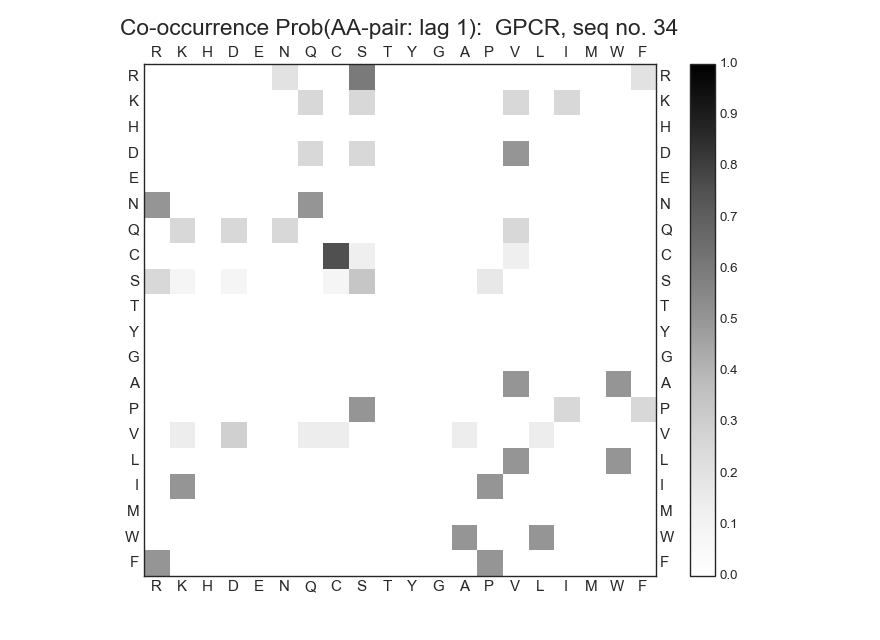 Co-occurrence Prob(AA-pair: lag 1):  GPCR, seq no. 34
R K H D E N Q C S T Y G A P V L I M W F
R R 1.0
K K 0.9
H H
D D 0.8
E E
N N 0.7
Q Q
C C 0.6
S S
T T 0.5
Y Y
G G
A A 0.4
P P 0.3
V V
L L 0.2
I I
M M 0.1
W W
F F 0.0
R K H D E N Q C S T Y G A P V L I M W F